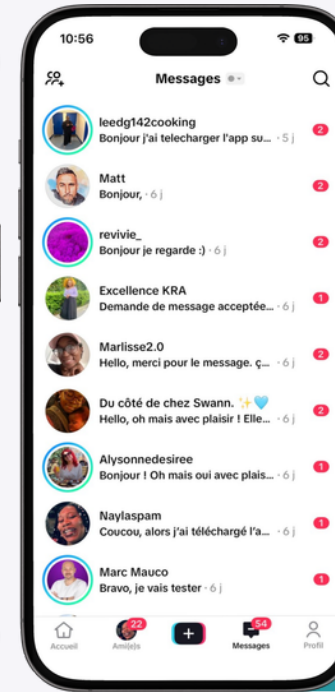 10:56
95
Messages
leedg142cooking
2
Bonjour j'ai telecharger l'app su... · 5 j
Matt
2
Bonjour, · 6 j
revivie_
2
Bonjour je regarde :) · 6 j
Excellence KRA
1
Demande de message acceptée... · 6 j
Marlisse2.0
2
Hello, merci pour le message. ç... · 6 j
Du côté de chez Swann. ✨🩵
2
Hello, oh mais avec plaisir ! Elle... · 6 j
Alysonnedesiree
1
Bonjour ! Oh mais oui avec plais... · 6 j
Naylaspam
1
Coucou, alors j'ai téléchargé l'a... · 6 j
Marc Mauco
1
Bravo, je vais tester · 6 j
22
54
Accueil
Ami(e)s
Messages
Profil